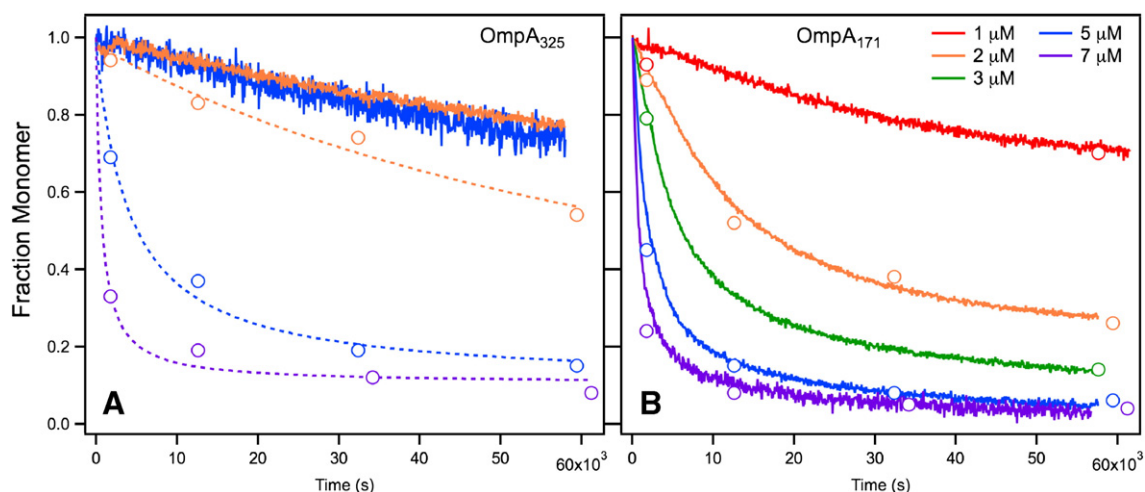 OmpA325
OmpA171
1 μM
2 μM
3 μM
5 μM
7 μM
Fraction Monomer
1.0
0.8
0.6
0.4
0.2
0.0
A
B
0 10 20 30 40 50 60x10³
0 10 20 30 40 50 60x10³
Time (s)
Time (s)